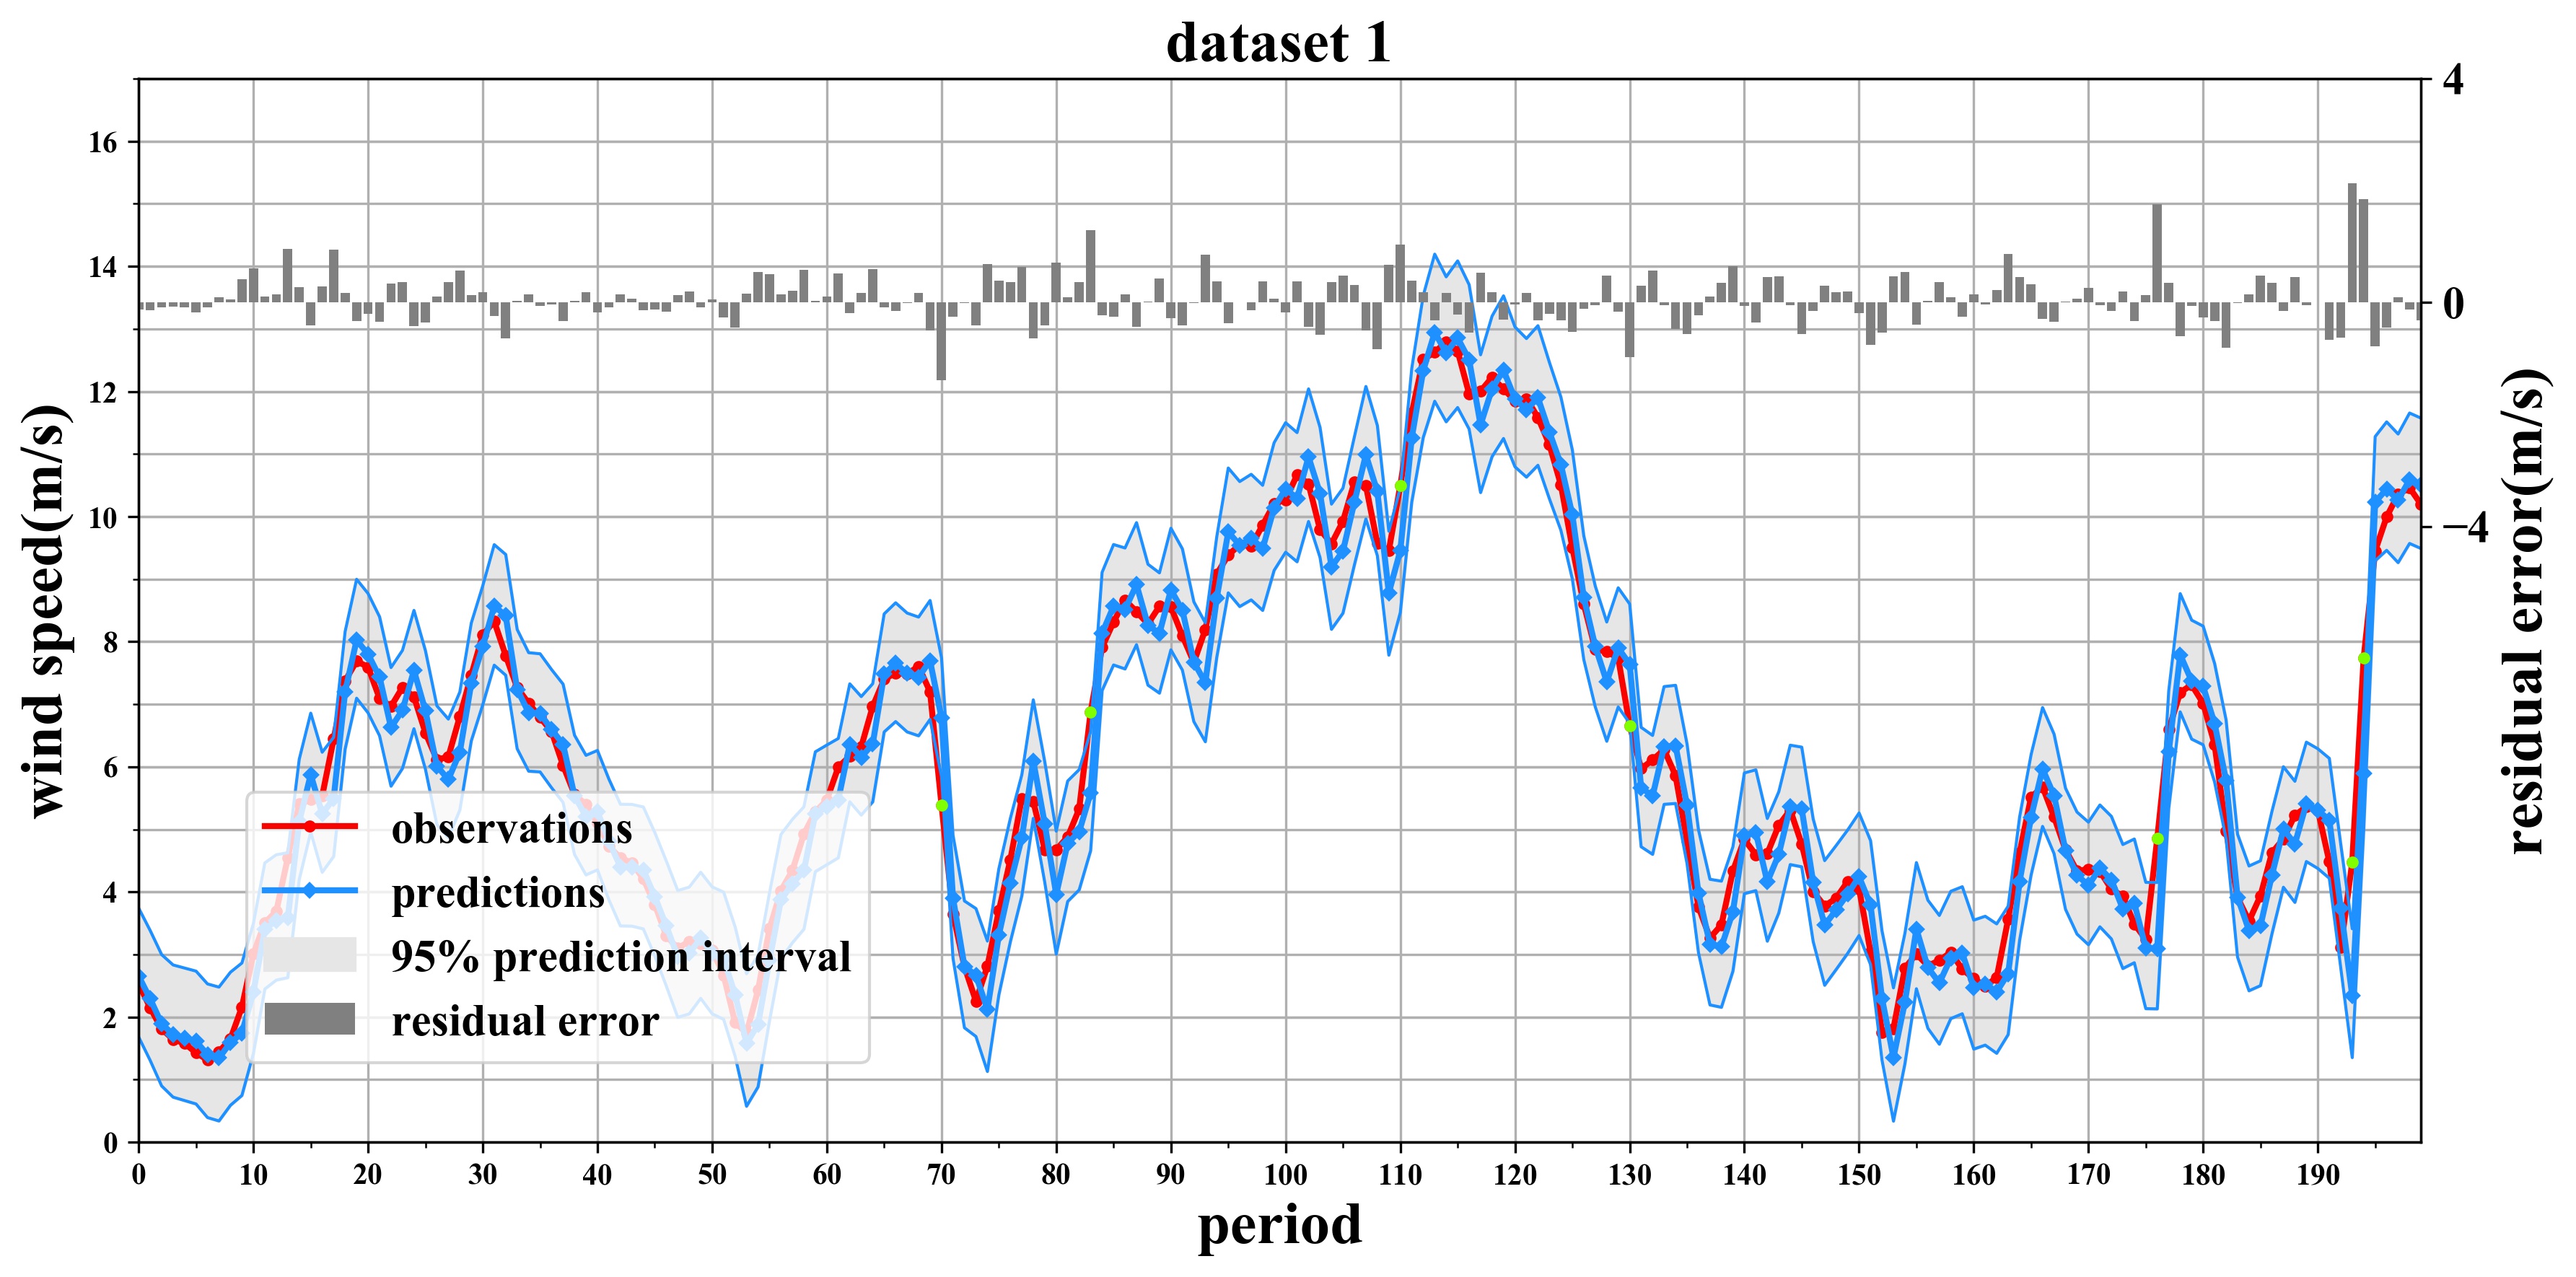 dataset 1
wind speed(m/s)
16
14
12
10
8
6
4
2
0
observations
predictions
95% prediction interval
residual error
4
0
−4
residual error(m/s)
0 10 20 30 40 50 60 70 80 90 100 110 120 130 140 150 160 170 180 190
period